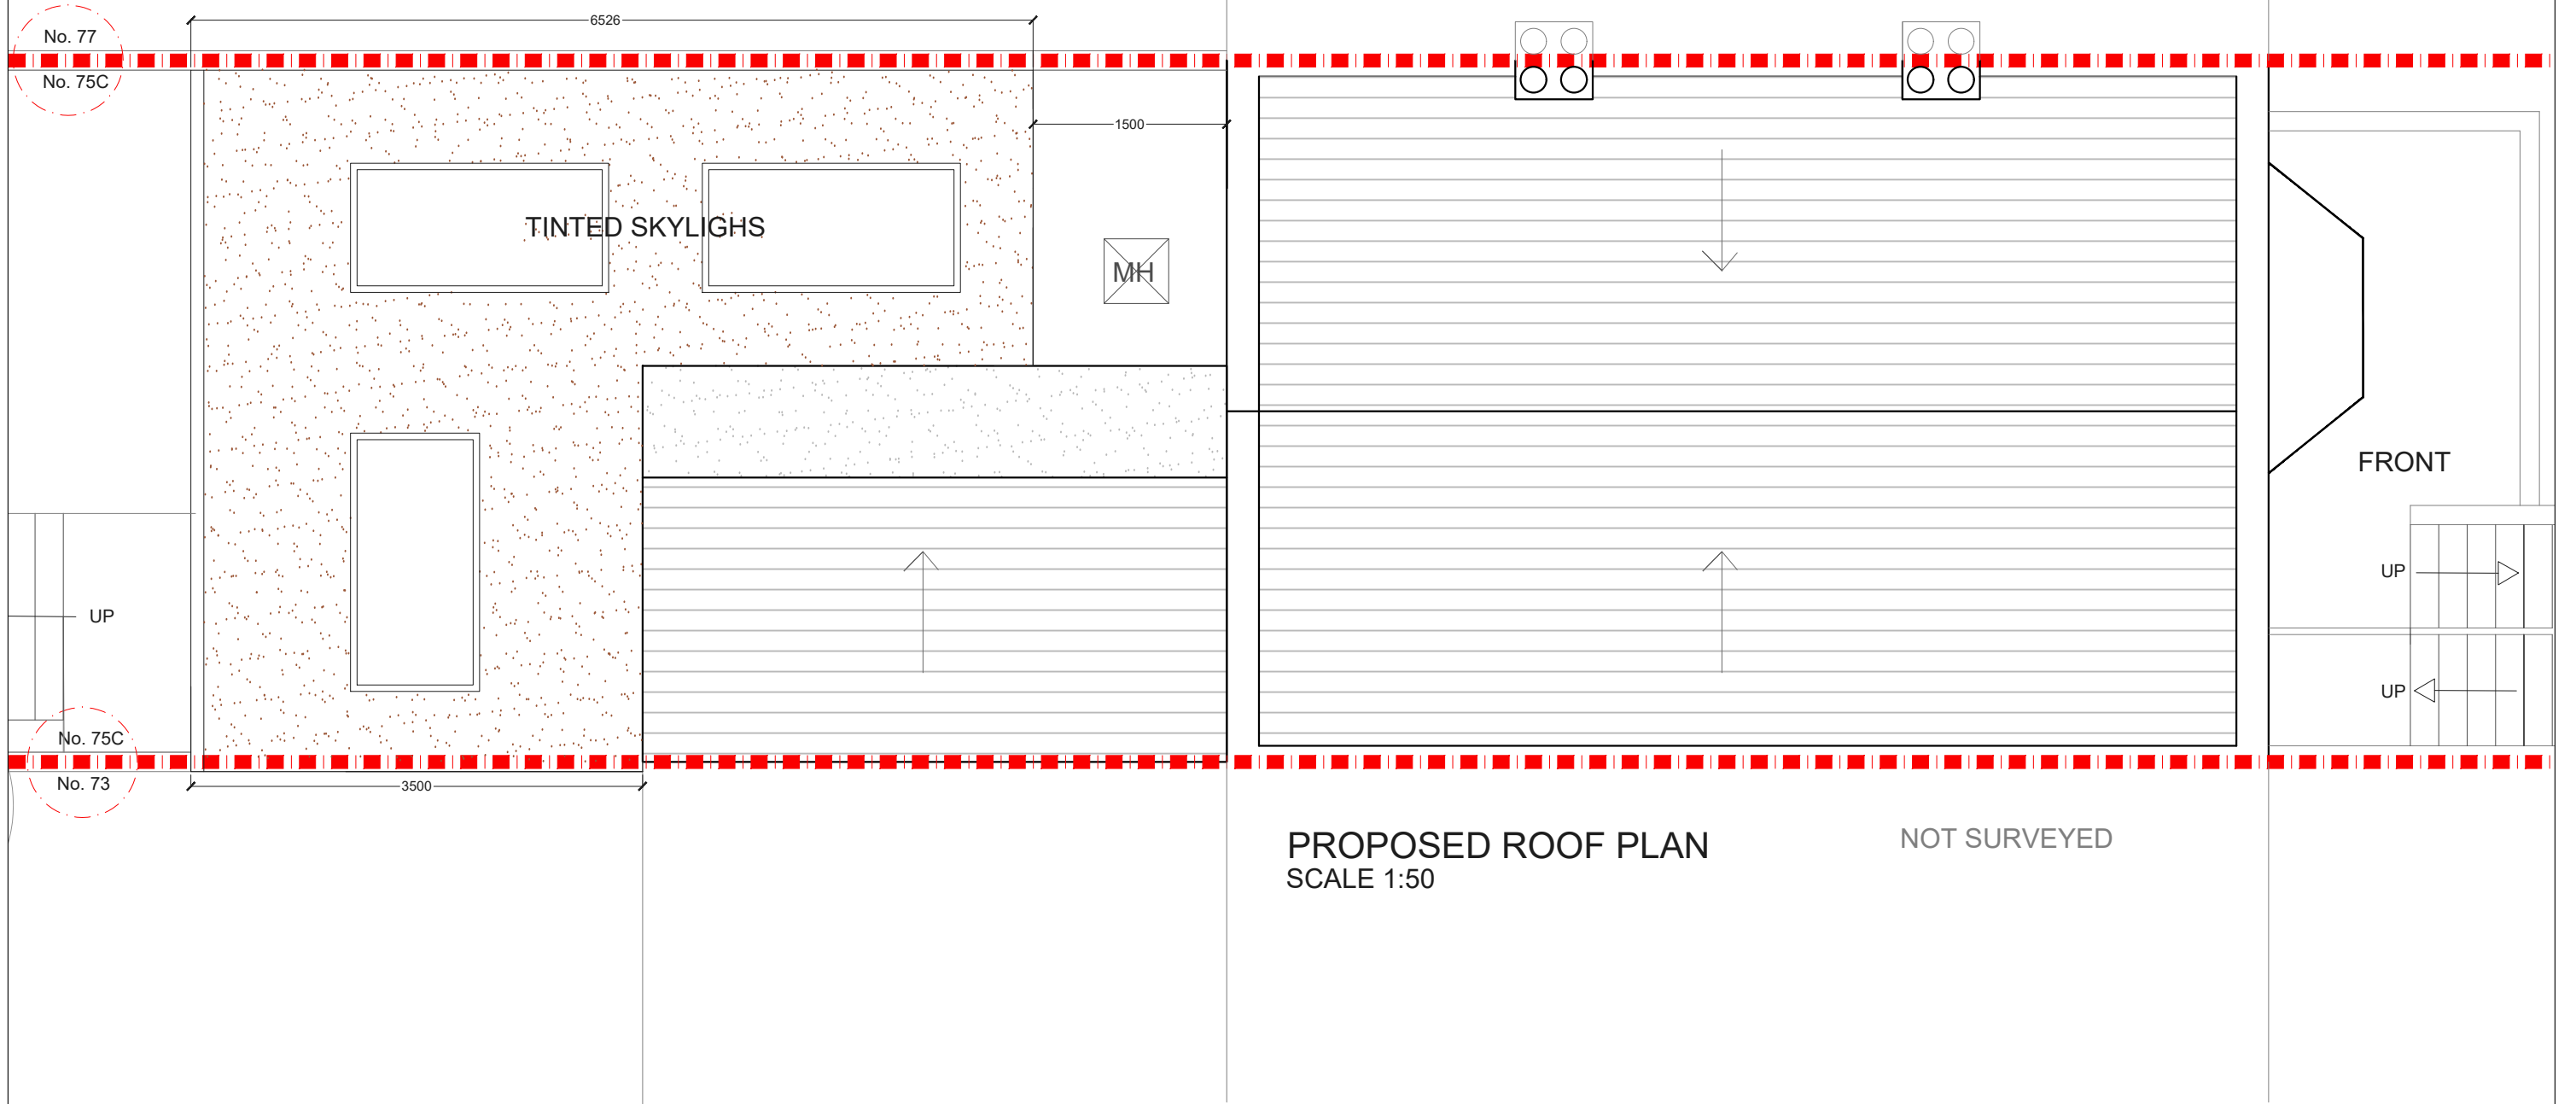 6526
No. 77
No. 75C
1500
TINTED SKYLIGHS
MH
FRONT
UP
UP
UP
No. 75C
No. 73
3500
PROPOSED ROOF PLAN
SCALE 1:50
NOT SURVEYED